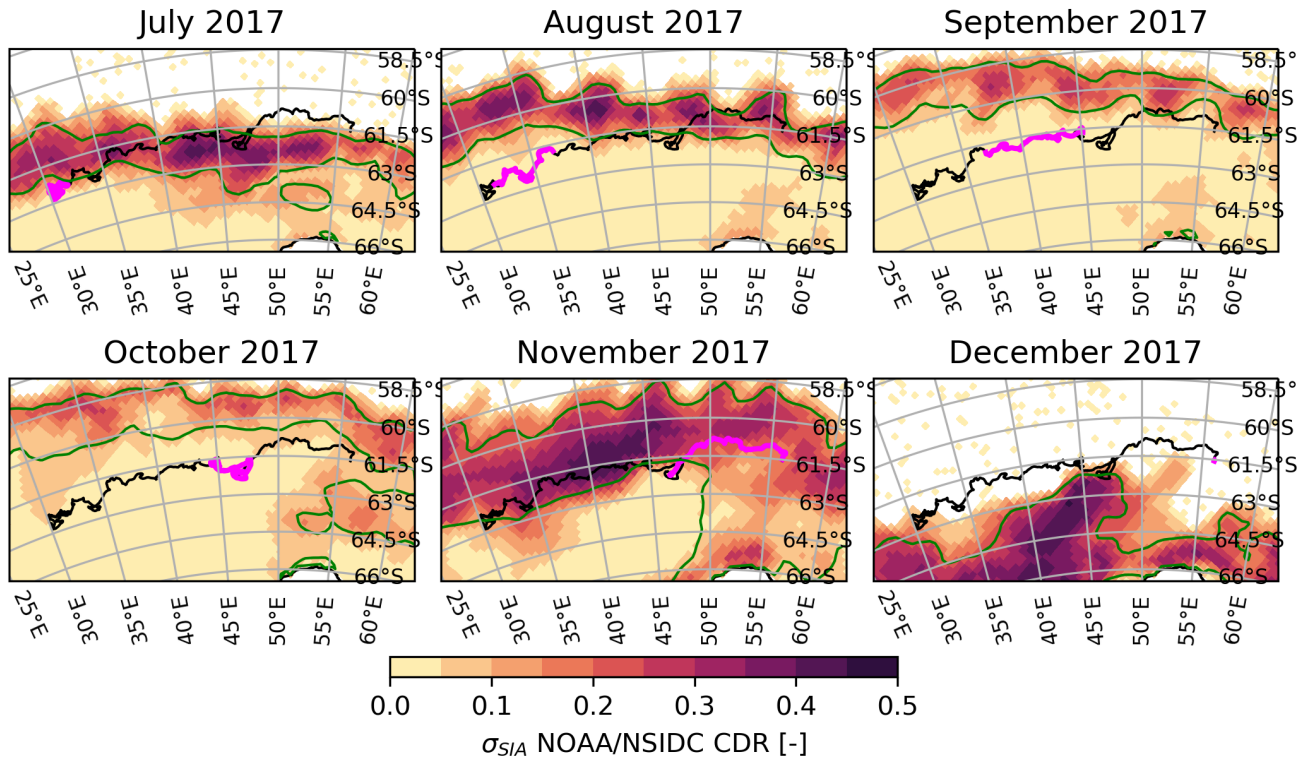 July 2017
August 2017
September 2017
58.5°S
60°S
61.5°S
63°S
64.5°S
66°S
25°E
30°E
35°E
40°E
45°E
50°E
55°E
60°E
58.5°S
60°S
61.5°S
63°S
64.5°S
66°S
25°E
30°E
35°E
40°E
45°E
50°E
55°E
60°E
58.5°S
60°S
61.5°S
63°S
64.5°S
66°S
25°E
30°E
35°E
40°E
45°E
50°E
55°E
60°E
October 2017
November 2017
December 2017
58.5°S
60°S
61.5°S
63°S
64.5°S
66°S
25°E
30°E
35°E
40°E
45°E
50°E
55°E
60°E
58.5°S
60°S
61.5°S
63°S
64.5°S
66°S
25°E
30°E
35°E
40°E
45°E
50°E
55°E
60°E
58.5°S
60°S
61.5°S
63°S
64.5°S
66°S
25°E
30°E
35°E
40°E
45°E
50°E
55°E
60°E
0.0 0.1 0.2 0.3 0.4 0.5
σ_SIA NOAA/NSIDC CDR [-]